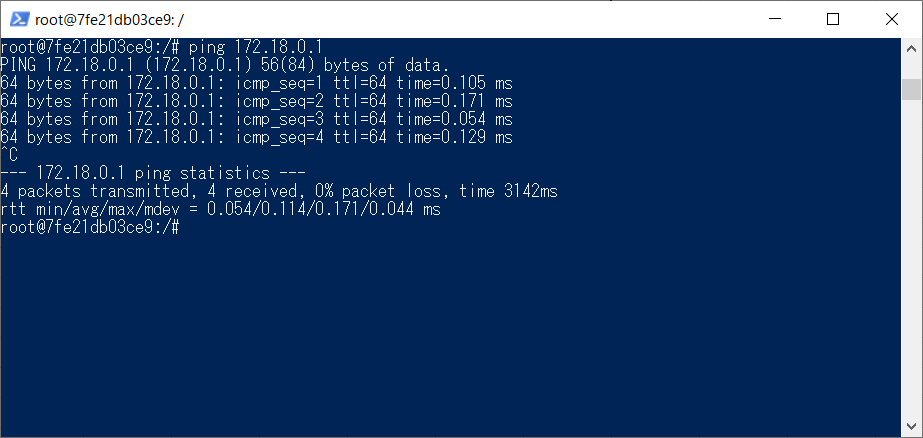 root@7fe21db03ce9: /
root@7fe21db03ce9:/# ping 172.18.0.1
PING 172.18.0.1 (172.18.0.1) 56(84) bytes of data.
64 bytes from 172.18.0.1: icmp_seq=1 ttl=64 time=0.105 ms
64 bytes from 172.18.0.1: icmp_seq=2 ttl=64 time=0.171 ms
64 bytes from 172.18.0.1: icmp_seq=3 ttl=64 time=0.054 ms
64 bytes from 172.18.0.1: icmp_seq=4 ttl=64 time=0.129 ms
^C
--- 172.18.0.1 ping statistics ---
4 packets transmitted, 4 received, 0% packet loss, time 3142ms
rtt min/avg/max/mdev = 0.054/0.114/0.171/0.044 ms
root@7fe21db03ce9:/#